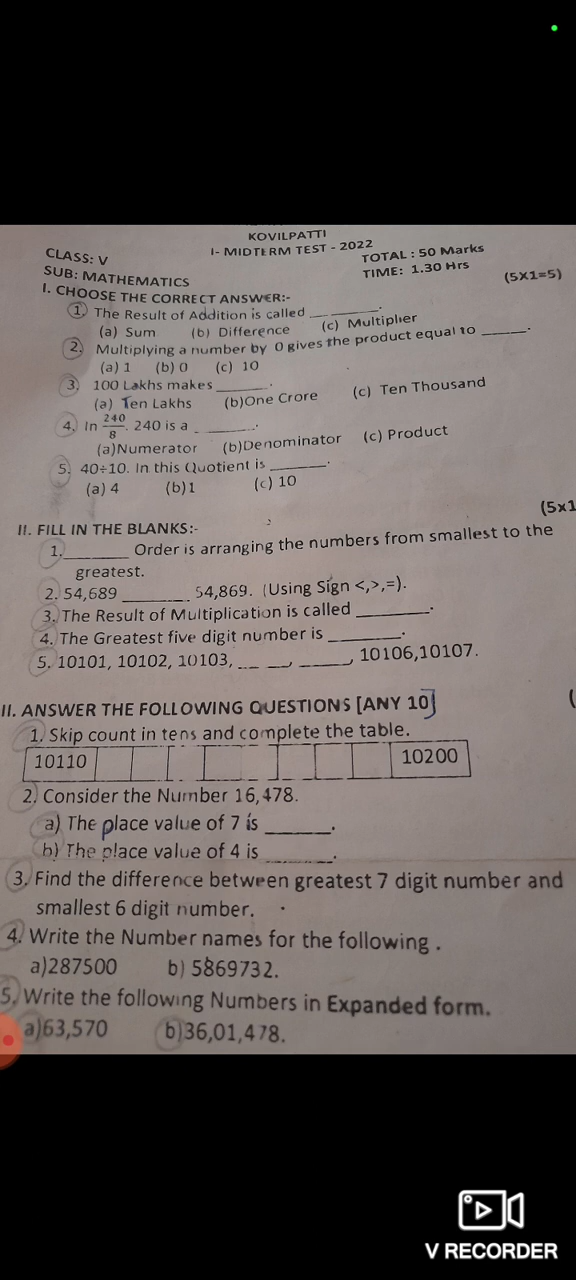 KOVILPATTI
I- MIDTERM TEST - 2022
CLASS: V
TOTAL : 50 Marks
SUB: MATHEMATICS
TIME: 1.30 Hrs
I. CHOOSE THE CORRECT ANSWER:-
(5X1=5)
1. The Result of Addition is called ________.
(a) Sum (b) Difference (c) Multiplier
2. Multiplying a number by 0 gives the product equal to ______.
(a) 1 (b) 0 (c) 10
3. 100 Lakhs makes ______.
(a) Ten Lakhs (b)One Crore (c) Ten Thousand
4. In 240/8. 240 is a ______.
(a)Numerator (b)Denominator (c) Product
5. 40÷10. In this Quotient is ______.
(a) 4 (b)1 (c) 10
II. FILL IN THE BLANKS:-
(5x1
1.______ Order is arranging the numbers from smallest to the
greatest.
2. 54,689 ______ 54,869. (Using Sign <,>,=).
3. The Result of Multiplication is called ______.
4. The Greatest five digit number is ______.
5. 10101, 10102, 10103, _____, _____, 10106,10107.
II. ANSWER THE FOLLOWING QUESTIONS [ANY 10]
(
1. Skip count in tens and complete the table.
10110 10200
2. Consider the Number 16,478.
a) The place value of 7 is ______.
b) The place value of 4 is ______.
3. Find the difference between greatest 7 digit number and
smallest 6 digit number.
4. Write the Number names for the following .
a)287500 b) 5869732.
5. Write the following Numbers in Expanded form.
a)63,570 b)36,01,478.
V RECORDER